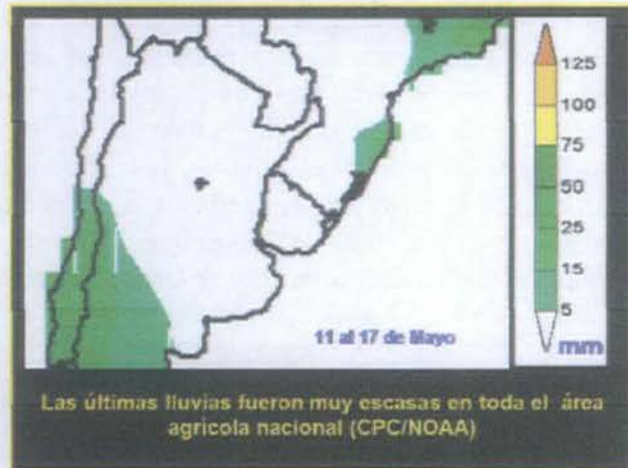 125
100
75
50
25
15
5
mm
11 al 17 de Mayo
Las últimas lluvias fueron muy escasas en toda el área
agrícola nacional (CPC/NOAA)